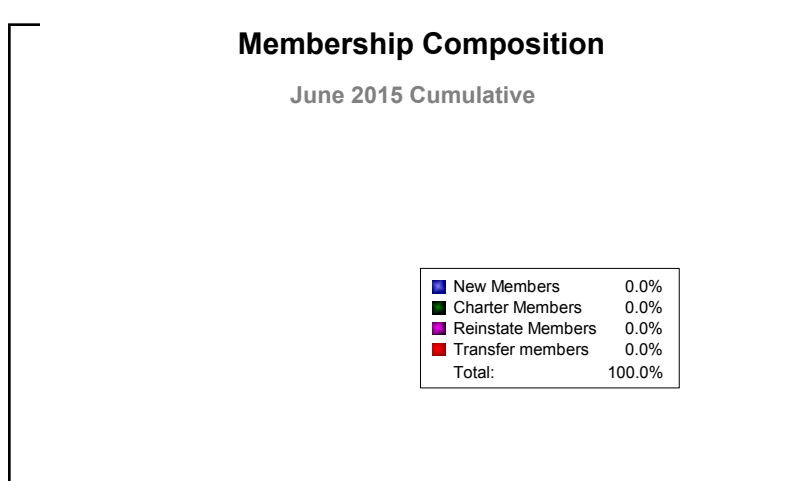 Membership Composition
June 2015 Cumulative
New Members 0.0%
Charter Members 0.0%
Reinstate Members 0.0%
Transfer members 0.0%
Total: 100.0%